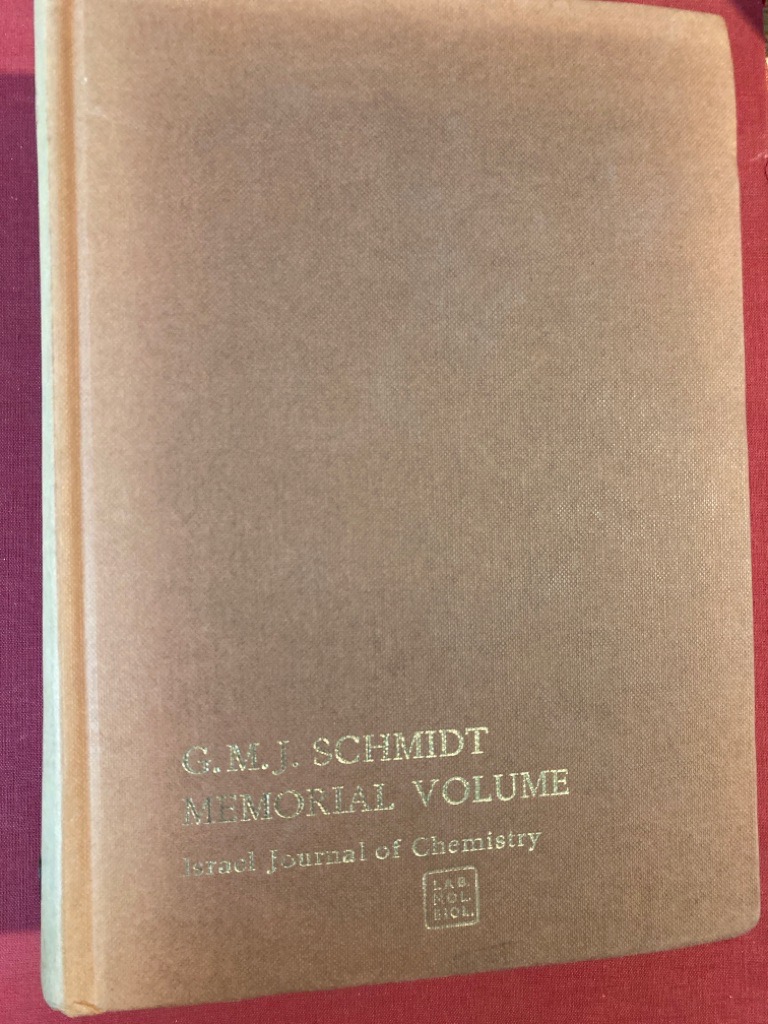 G. M. J. SCHMIDT
MEMORIAL VOLUME
Israel Journal of Chemistry
LAB.
MOL.
BIOL.